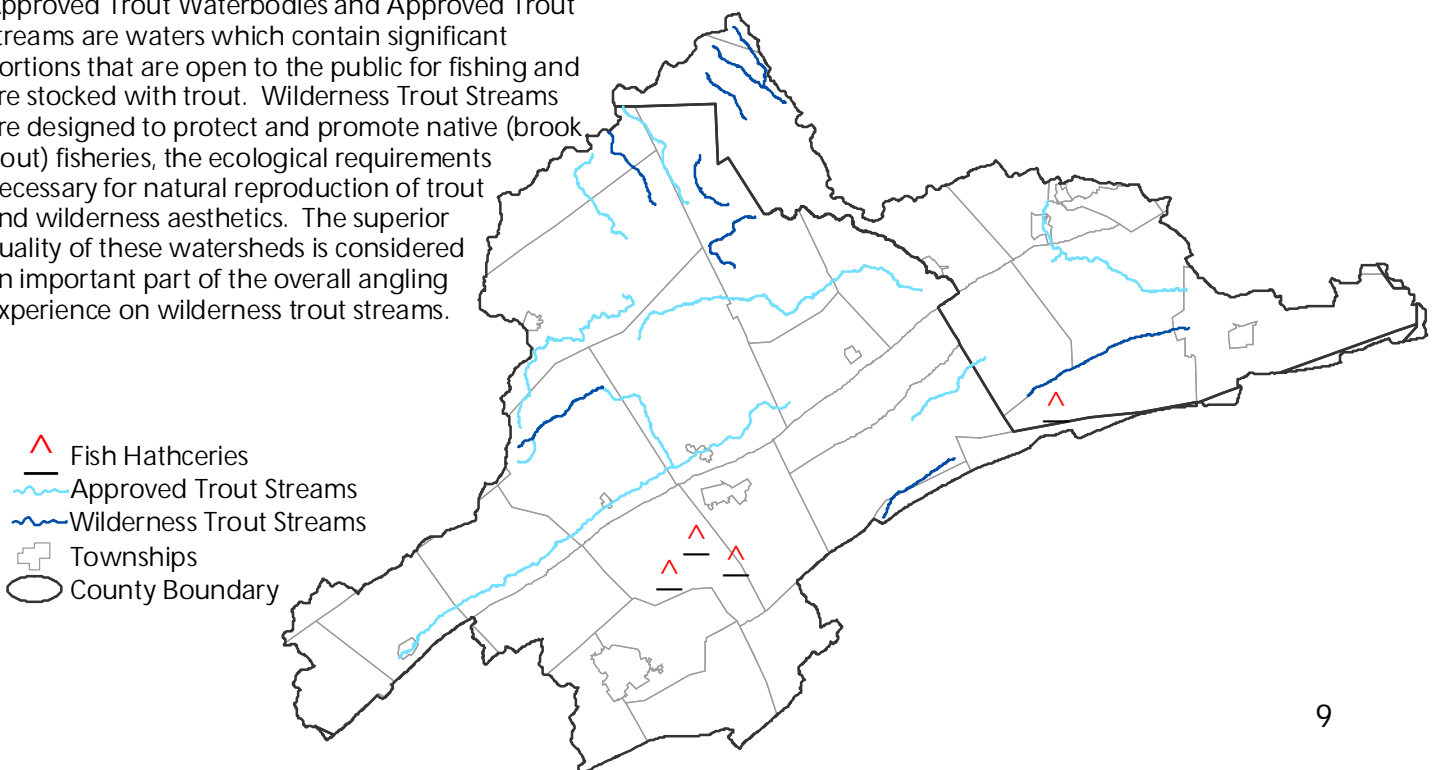 Approved Trout Waterbodies and Approved Trout
treams are waters which contain significant
ortions that are open to the public for fishing and
re stocked with trout. Wilderness Trout Streams
re designed to protect and promote native (brook
out) fisheries, the ecological requirements
ecessary for natural reproduction of trout
nd wilderness aesthetics. The superior
uality of these watersheds is considered
n important part of the overall angling
xperience on wilderness trout streams.
Fish Hathceries
Approved Trout Streams
Wilderness Trout Streams
Townships
County Boundary
9